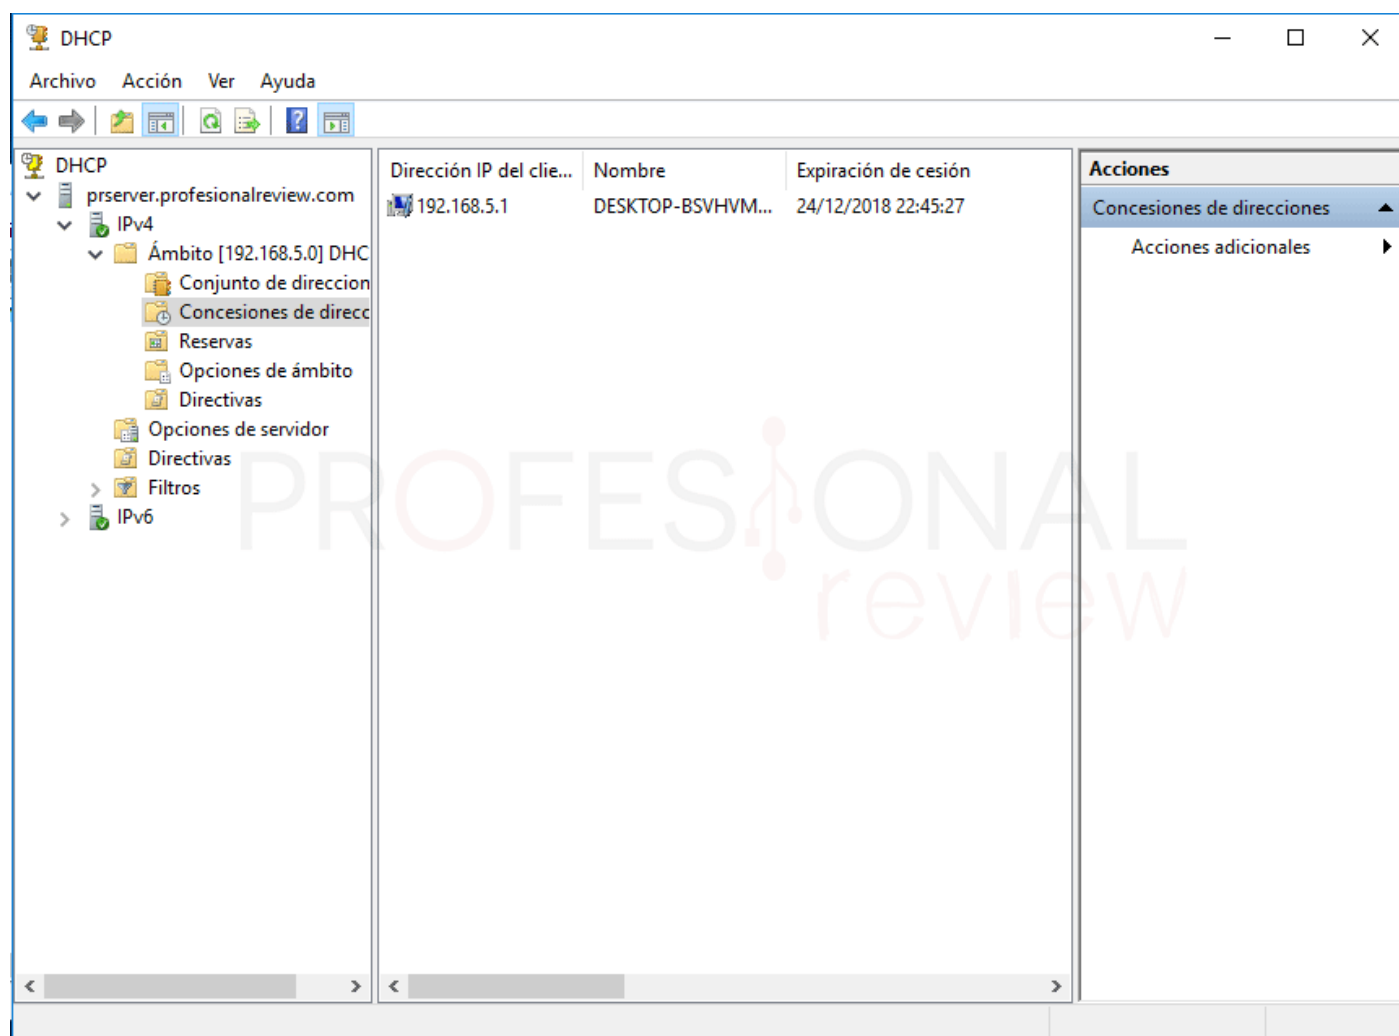 DHCP
Archivo Acción Ver Ayuda
DHCP
prserver.profesionalreview.com
IPv4
Ámbito [192.168.5.0] DHC
Conjunto de direccion
Concesiones de direcc
Reservas
Opciones de ámbito
Directivas
Opciones de servidor
Directivas
Filtros
IPv6
Dirección IP del clie... Nombre Expiración de cesión
192.168.5.1 DESKTOP-BSVHVM... 24/12/2018 22:45:27
Acciones
Concesiones de direcciones
Acciones adicionales
PROFESIONAL
review